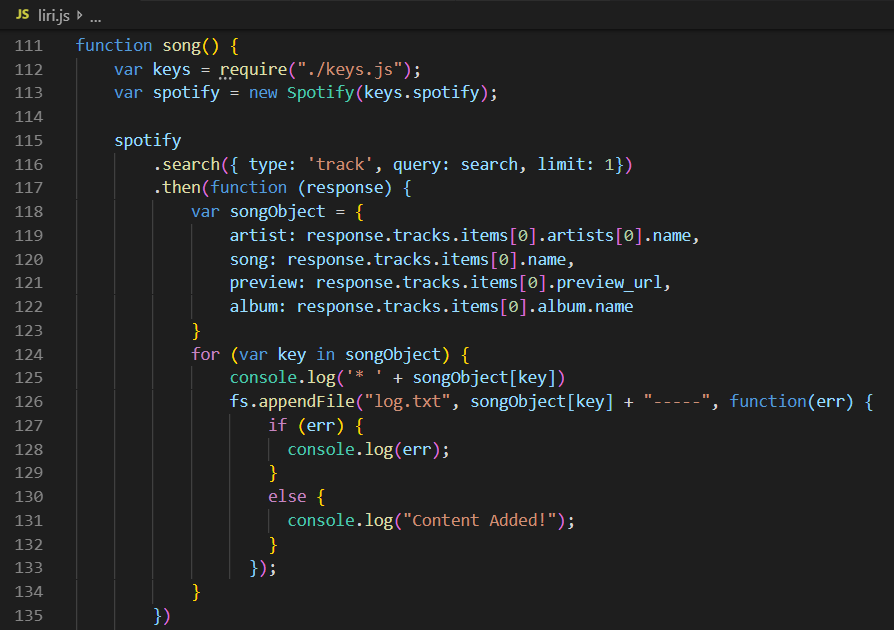 JS liri.js ▸ ...
111 function song() {
112     var keys = require("./keys.js");
113     var spotify = new Spotify(keys.spotify);
114
115     spotify
116         .search({ type: 'track', query: search, limit: 1})
117         .then(function (response) {
118             var songObject = {
119                 artist: response.tracks.items[0].artists[0].name,
120                 song: response.tracks.items[0].name,
121                 preview: response.tracks.items[0].preview_url,
122                 album: response.tracks.items[0].album.name
123             }
124             for (var key in songObject) {
125                 console.log('* ' + songObject[key])
126                 fs.appendFile("log.txt", songObject[key] + "-----", function(err) {
127                     if (err) {
128                       console.log(err);
129                     }
130                     else {
131                       console.log("Content Added!");
132                     }
133                   });
134             }
135         })